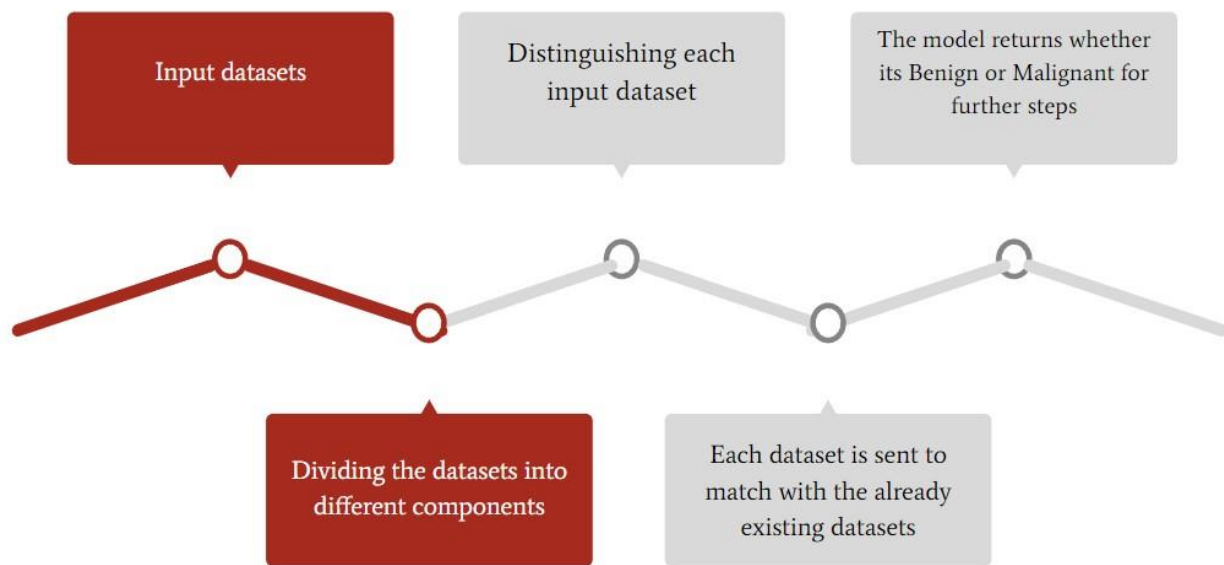 Input datasets
Dividing the datasets into
different components
Distinguishing each
input dataset
Each dataset is sent to
match with the already
existing datasets
The model returns whether
its Benign or Malignant for
further steps